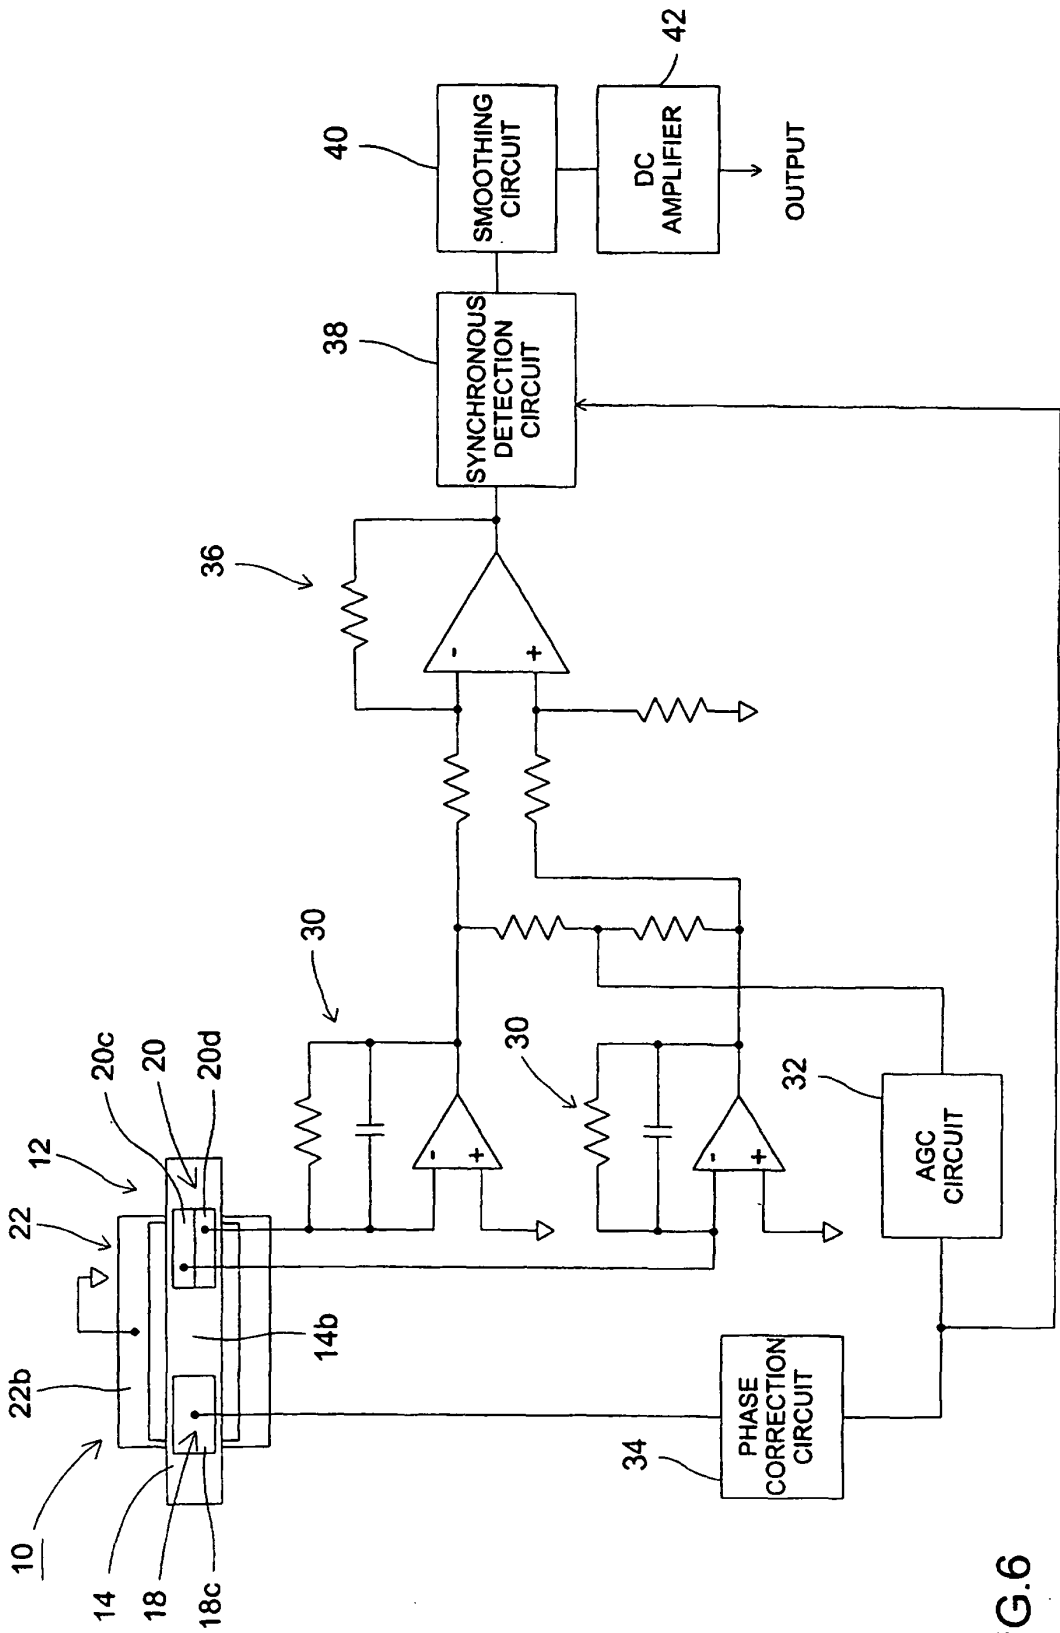 10
22b
22
12
20c
20
20d
14
18
18c
14b
30
30
36
38
SYNCHRONOUS
DETECTION
CIRCUIT
40
SMOOTHING
CIRCUIT
42
DC
AMPLIFIER
OUTPUT
-
+
-
+
-
+
34
PHASE
CORRECTION
CIRCUIT
32
AGC
CIRCUIT
G.6